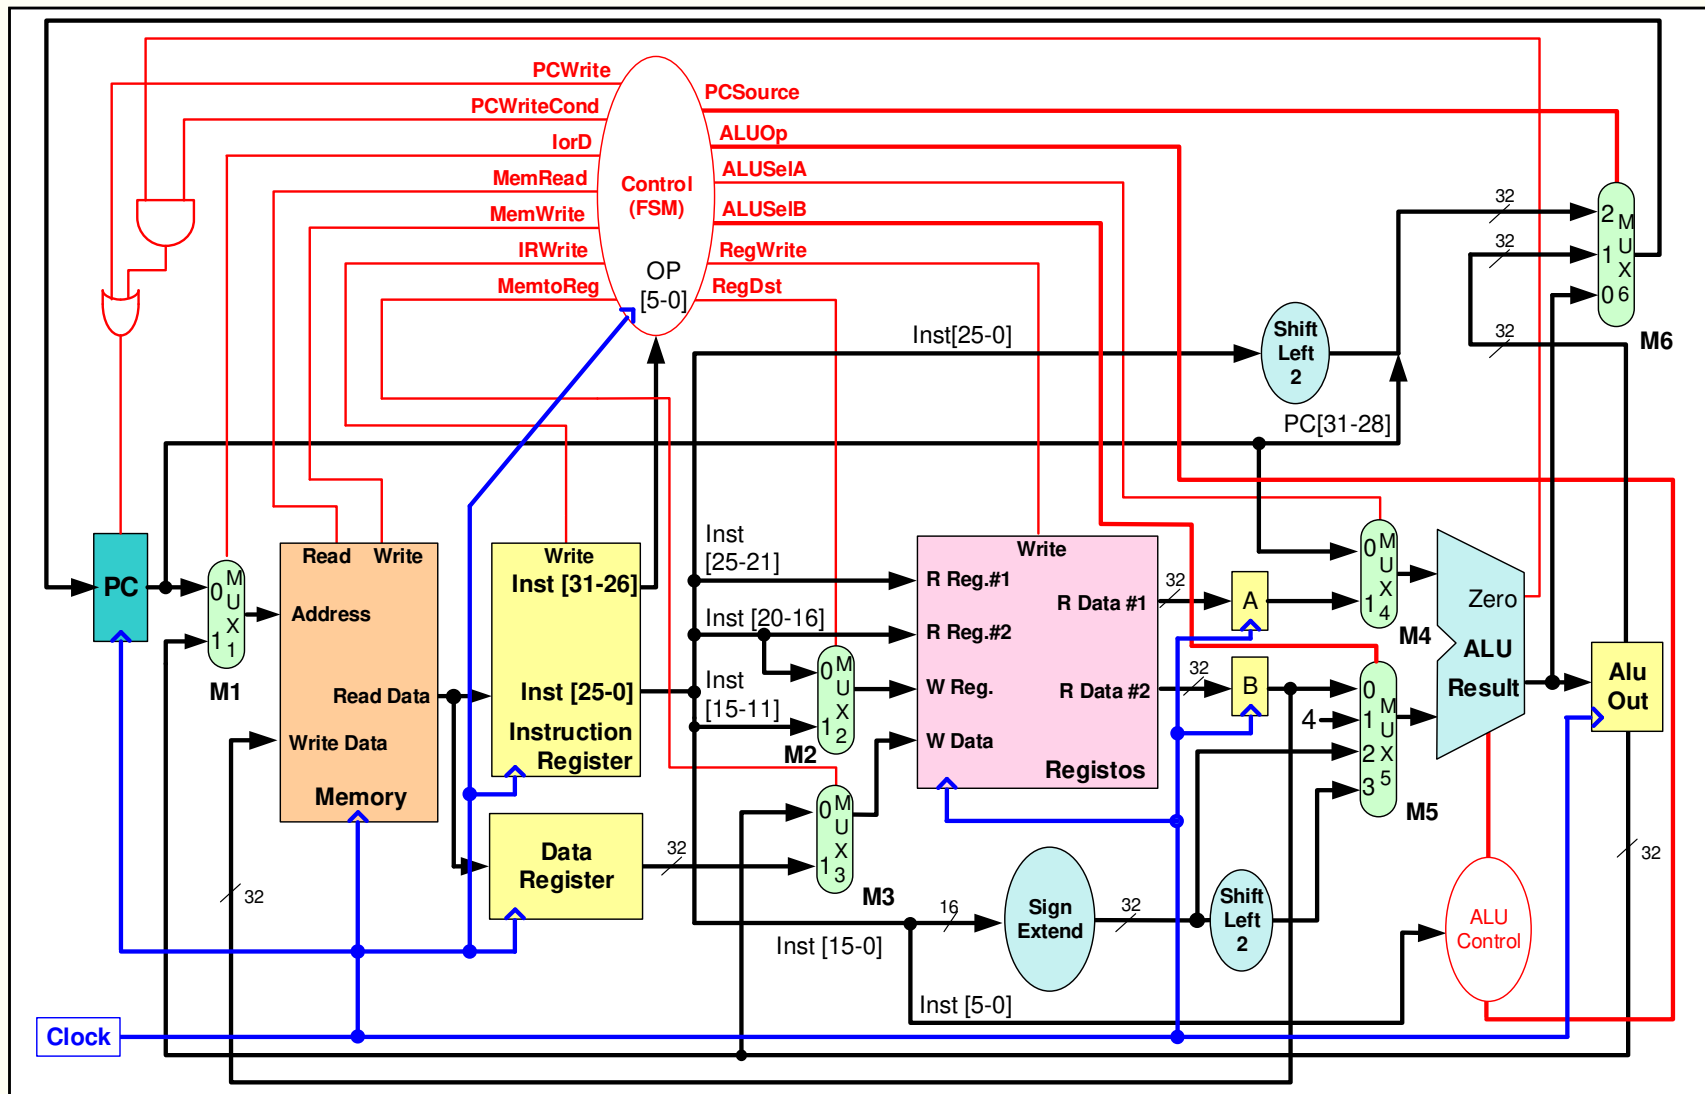 PCWrite
PCWriteCond
IorD
MemRead
MemWrite
IRWrite
MemtoReg
Control
(FSM)
OP
[5-0]
PCSource
ALUOp
ALUSelA
ALUSelB
RegWrite
RegDst
Inst[25-0]
Shift
Left
2
PC[31-28]
32
32
32
2
1
0
M
U
X
6
M6
PC
0
1
M
U
X
1
M1
Read Write
Address
Read Data
Write Data
Memory
32
Write
Inst [31-26]
Inst [25-0]
Instruction
Register
Data
Register
32
Inst
[25-21]
Inst [20-16]
Inst
[15-11]
0
1
M
U
X
2
M2
0
1
M
U
X
3
M3
Write
R Reg.#1
R Reg.#2
W Reg.
W Data
R Data #1
R Data #2
Registos
32
32
A
B
0
1
M
U
X
4
M4
4
0
1
2
3
M
U
X
5
M5
Zero
ALU
Result
Alu
Out
32
Inst [15-0]
16
Sign
Extend
32
Shift
Left
2
ALU
Control
Inst [5-0]
Clock